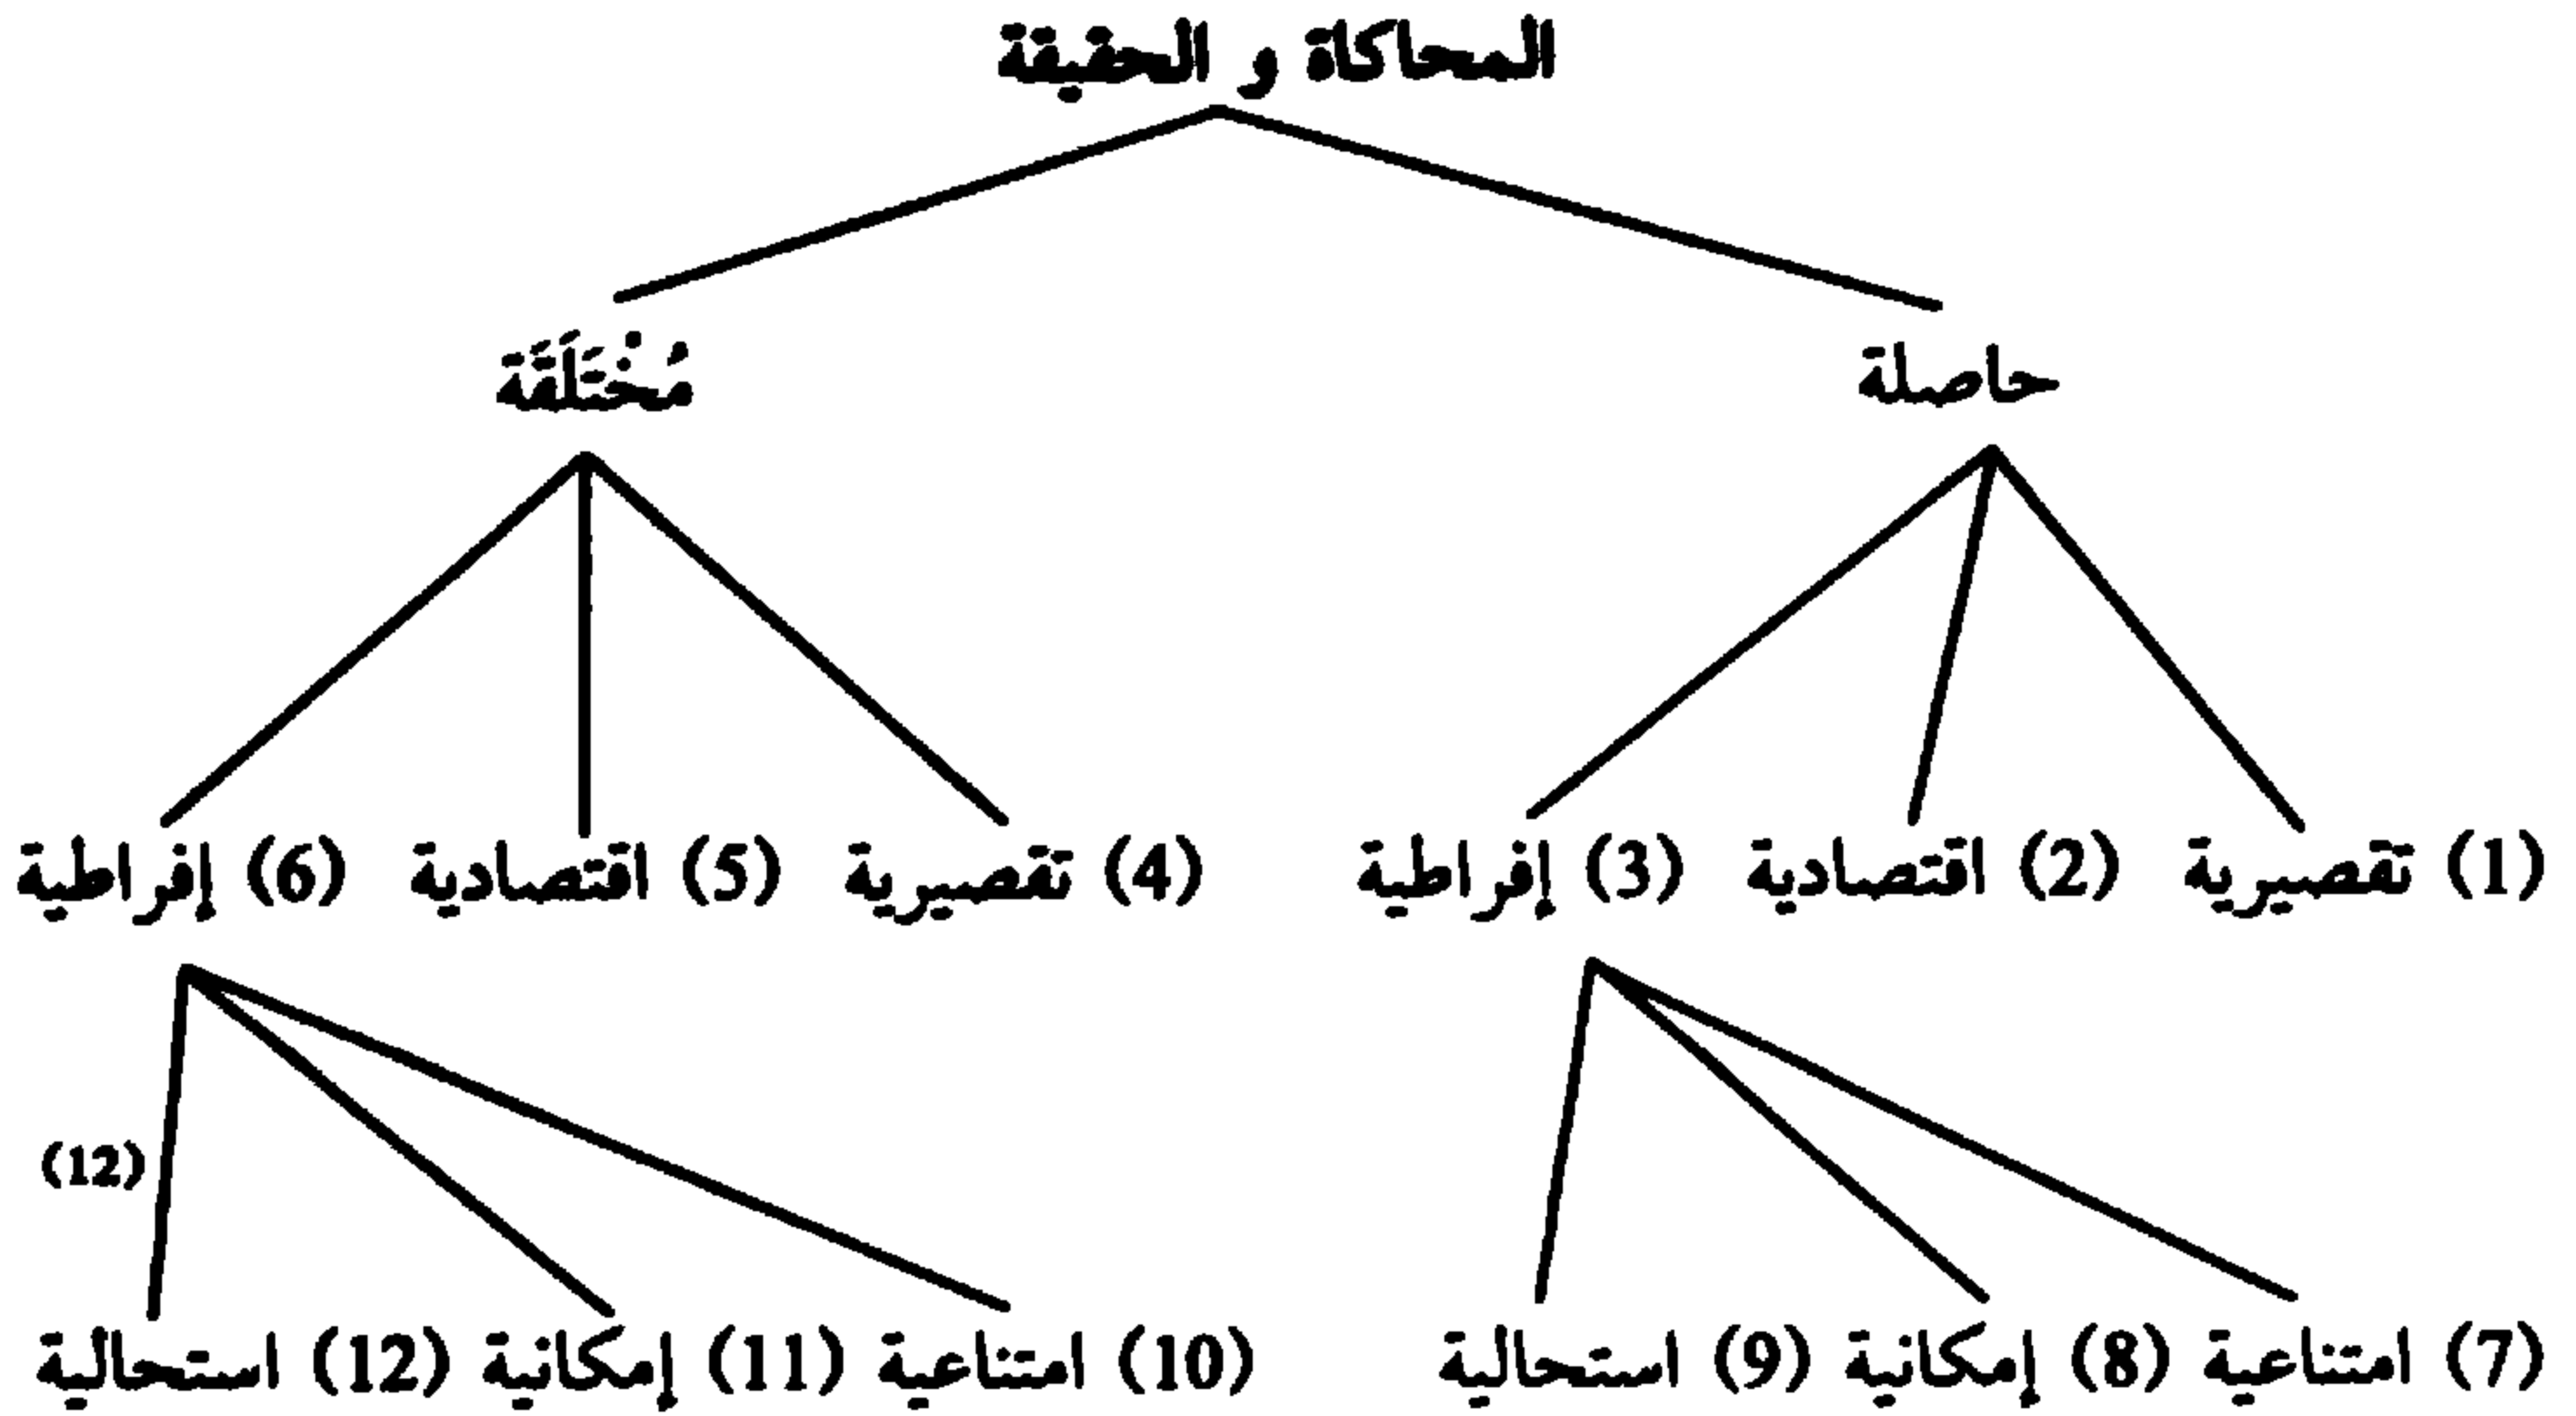 المحاكاة و الحقيقة
حاصلة مُخْتَلَقَة
(1) تقصيرية (2) اقتصادية (3) إفراطية (4) تقصيرية (5) اقتصادية (6) إفراطية
(12)
(7) امتناعية (8) إمكانية (9) استحالية (10) امتناعية (11) إمكانية (12) استحالية